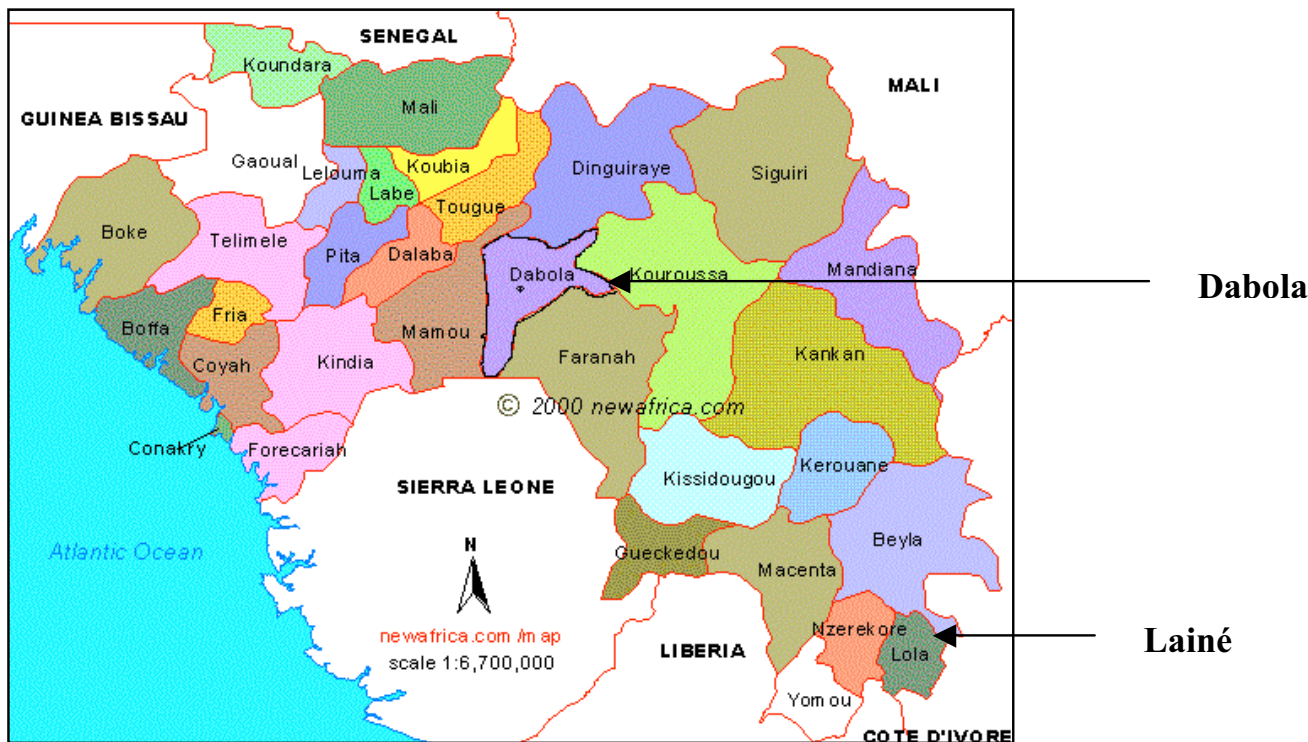 SENEGAL
Koundara
MALI
Mali
GUINEA BISSAU
Gaoual
Lelouma
Koubia
Dinguiraye
Siguiri
Labe
Tougue
Boke
Telimele
Pita
Dalaba
Dabola
Kouroussa
Mandiana
Dabola
Boffa
Fria
Mamou
Coyah
Kindia
Faranah
Kankan
© 2000 newafrica.com
Conakry
Forecariah
Kissidougou
Kerouane
SIERRA LEONE
Atlantic Ocean
N
Gueckedou
Macenta
Beyla
newafrica.com /map
scale 1:6,700,000
LIBERIA
Nzerekore
Lola
Lainé
Yomou
COTE D'IVORE